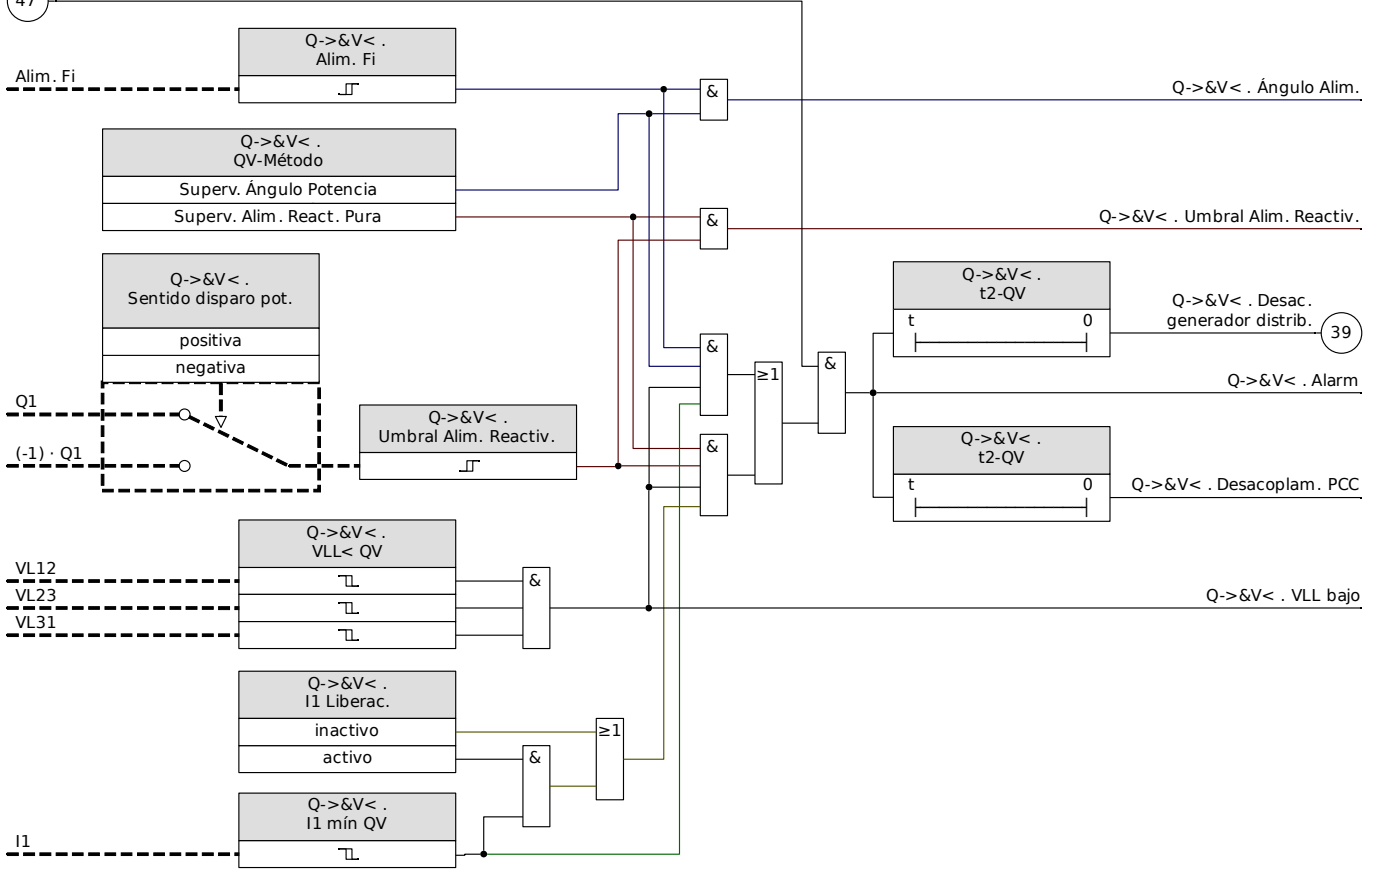 47
Q->&V< .
Alim. Fi
Alim. Fi
&
Q->&V< . Ángulo Alim.
Q->&V< .
QV-Método
Superv. Ángulo Potencia
Superv. Alim. React. Pura
&
Q->&V< . Umbral Alim. Reactiv.
Q->&V< .
Sentido disparo pot.
positiva
negativa
Q->&V< .
t2-QV
t 0
Q->&V< . Desac.
generador distrib.
39
&
≥1
&
Q->&V< . Alarm
Q1
(-1) · Q1
Q->&V< .
Umbral Alim. Reactiv.
&
Q->&V< .
t2-QV
t 0
Q->&V< . Desacoplam. PCC
Q->&V< .
VLL< QV
VL12
VL23
VL31
&
Q->&V< . VLL bajo
Q->&V< .
I1 Liberac.
inactivo
activo
&
≥1
Q->&V< .
I1 mín QV
I1